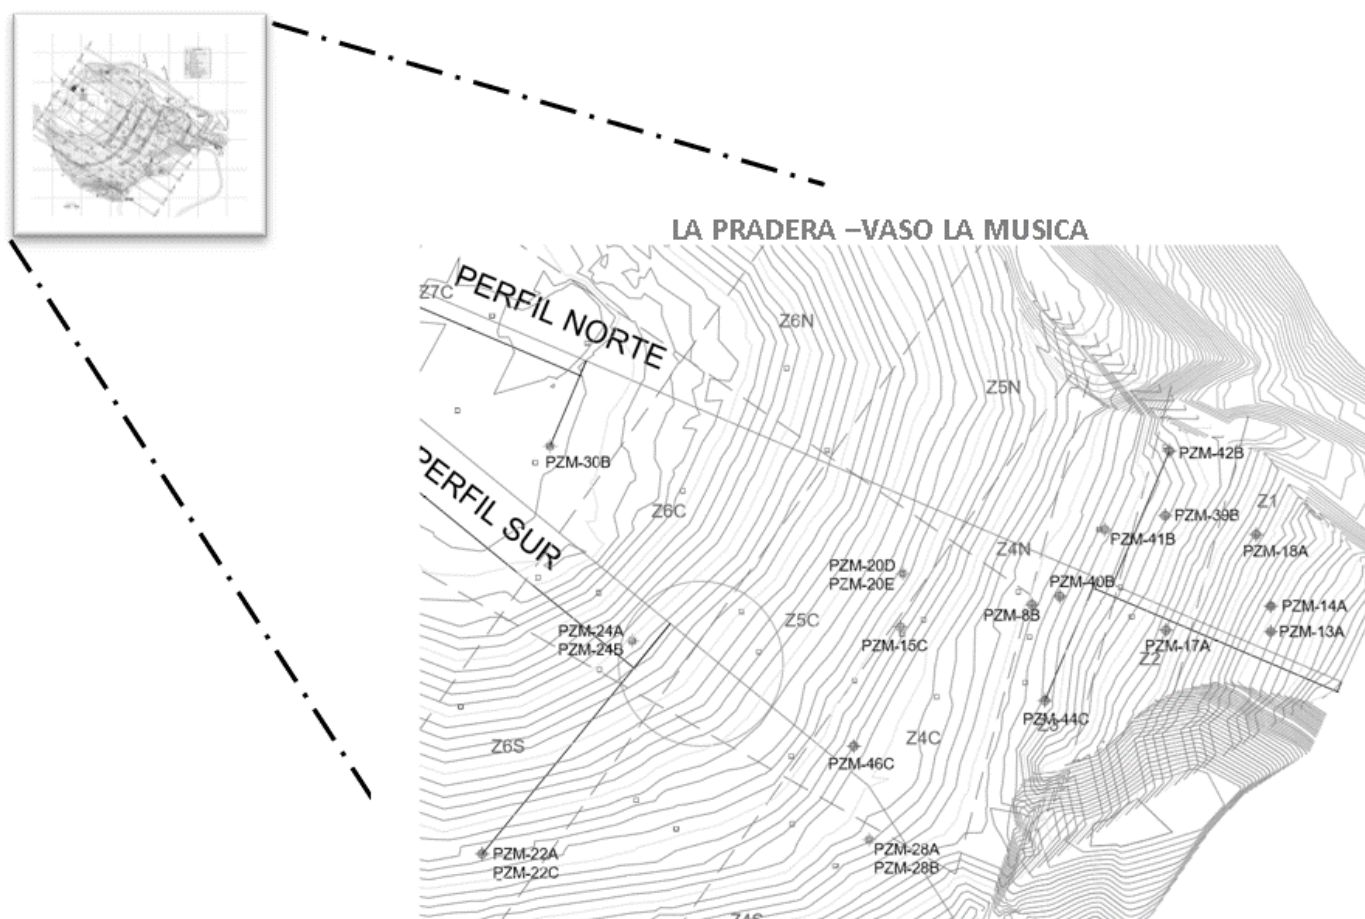 LA PRADERA –VASO LA MUSICA
PERFIL NORTE
Z7C
Z6N
Z5N
PZM-30B
PZM-42B
PERFIL SUR
Z6C
Z1
PZM-39B
PZM-41B
PZM-18A
Z4N
PZM-20D
PZM-20E
PZM-40B
PZM-8B
PZM-14A
Z5C
PZM-24A
PZM-24B
PZM-13A
PZM-15C
PZM-17A
Z2
PZM-44C
Z3
Z6S
Z4C
PZM-46C
PZM-22A
PZM-22C
PZM-28A
PZM-28B
Z4S